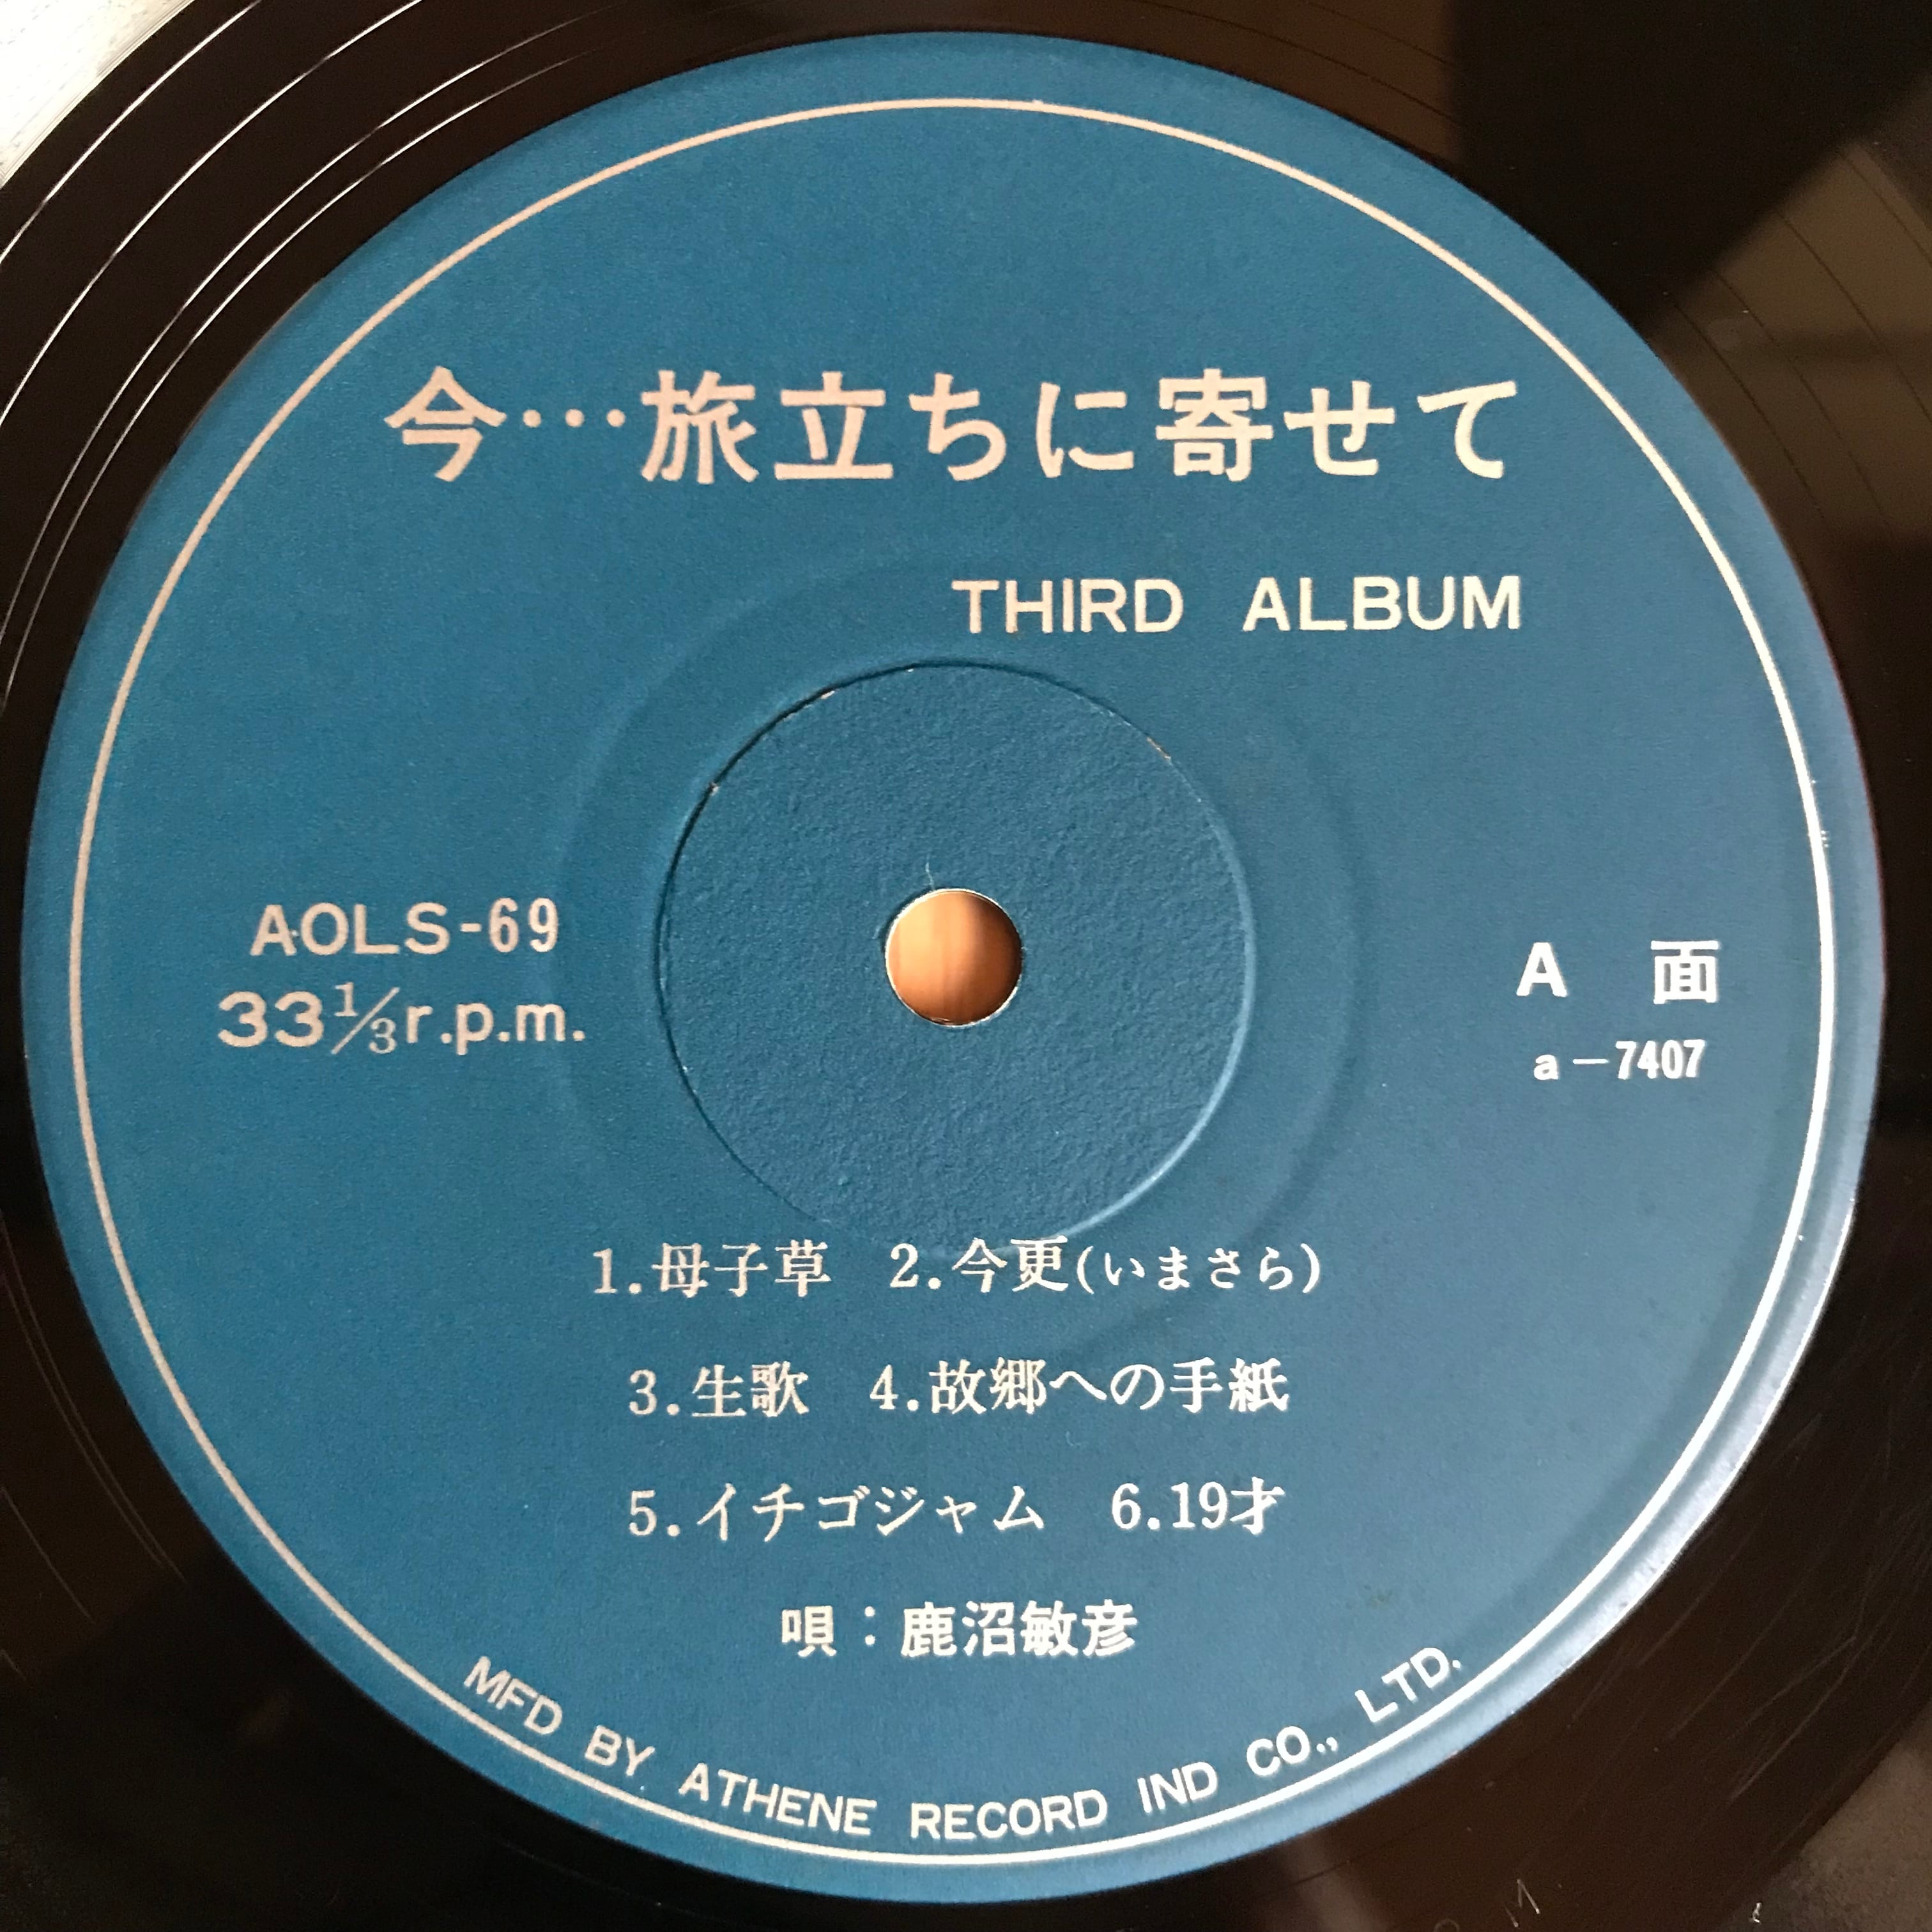 今…旅立ちに寄せて
THIRD ALBUM
AOLS-69
33⅓r.p.m.
A 面
a－7407
1.母子草 2.今更(いまさら)
3.生歌 4.故郷への手紙
5.イチゴジャム 6.19才
唄：鹿沼敏彦
MFD BY ATHENE RECORD IND CO., LTD.